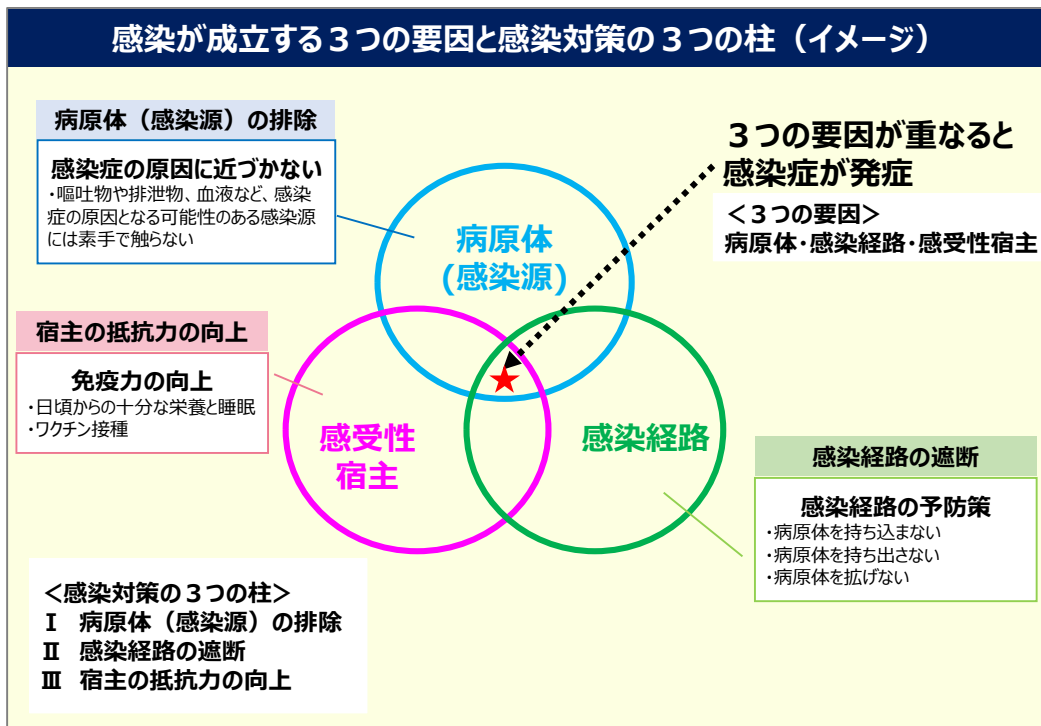 感染が成立する３つの要因と感染対策の３つの柱（イメージ）
病原体（感染源）の排除
感染症の原因に近づかない
・嘔吐物や排泄物、血液など、感染
症の原因となる可能性のある感染源
には素手で触らない
３つの要因が重なると
感染症が発症
＜３つの要因＞
病原体・感染経路・感受性宿主
病原体
(感染源)
宿主の抵抗力の向上
免疫力の向上
・日頃からの十分な栄養と睡眠
・ワクチン接種
感受性
宿主
感染経路
感染経路の遮断
感染経路の予防策
・病原体を持ち込まない
・病原体を持ち出さない
・病原体を拡げない
＜感染対策の３つの柱＞
Ⅰ　病原体（感染源）の排除
Ⅱ　感染経路の遮断
Ⅲ　宿主の抵抗力の向上